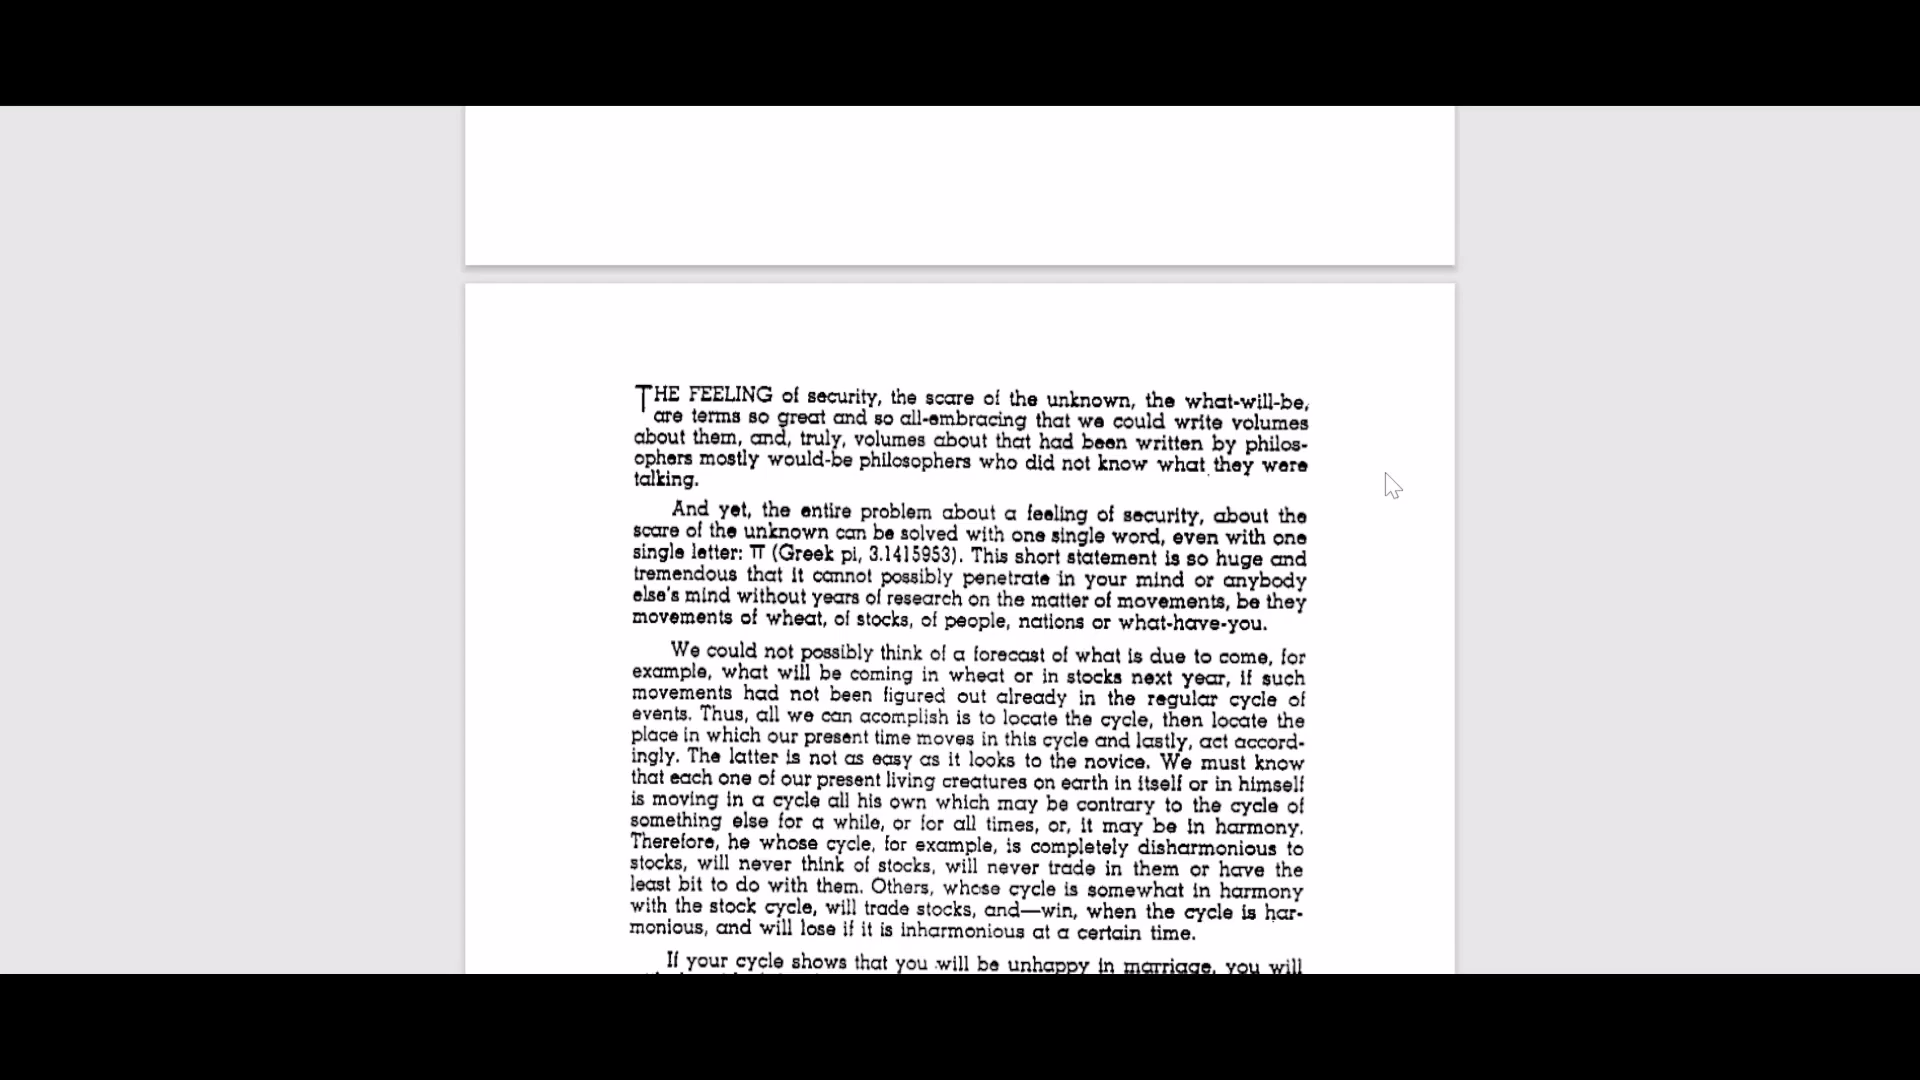 THE FEELING of security, the scare of the unknown, the what-will-be,
are terms so great and so all-embracing that we could write volumes
about them, and, truly, volumes about that had been written by philos-
ophers mostly would-be philosophers who did not know what they were
talking.
And yet, the entire problem about a feeling of security, about the
scare of the unknown can be solved with one single word, even with one
single letter: π (Greek pi, 3.1415953). This short statement is so huge and
tremendous that it cannot possibly penetrate in your mind or anybody
else's mind without years of research on the matter of movements, be they
movements of wheat, of stocks, of people, nations or what-have-you.
We could not possibly think of a forecast of what is due to come, for
example, what will be coming in wheat or in stocks next year, if such
movements had not been figured out already in the regular cycle of
events. Thus, all we can acomplish is to locate the cycle, then locate the
place in which our present time moves in this cycle and lastly, act accord-
ingly. The latter is not as easy as it looks to the novice. We must know
that each one of our present living creatures on earth in itself or in himself
is moving in a cycle all his own which may be contrary to the cycle of
something else for a while, or for all times, or, it may be in harmony.
Therefore, he whose cycle, for example, is completely disharmonious to
stocks, will never think of stocks, will never trade in them or have the
least bit to do with them. Others, whose cycle is somewhat in harmony
with the stock cycle, will trade stocks, and—win, when the cycle is har-
monious, and will lose if it is inharmonious at a certain time.
If your cycle shows that you will be unhappy in marriage, you will